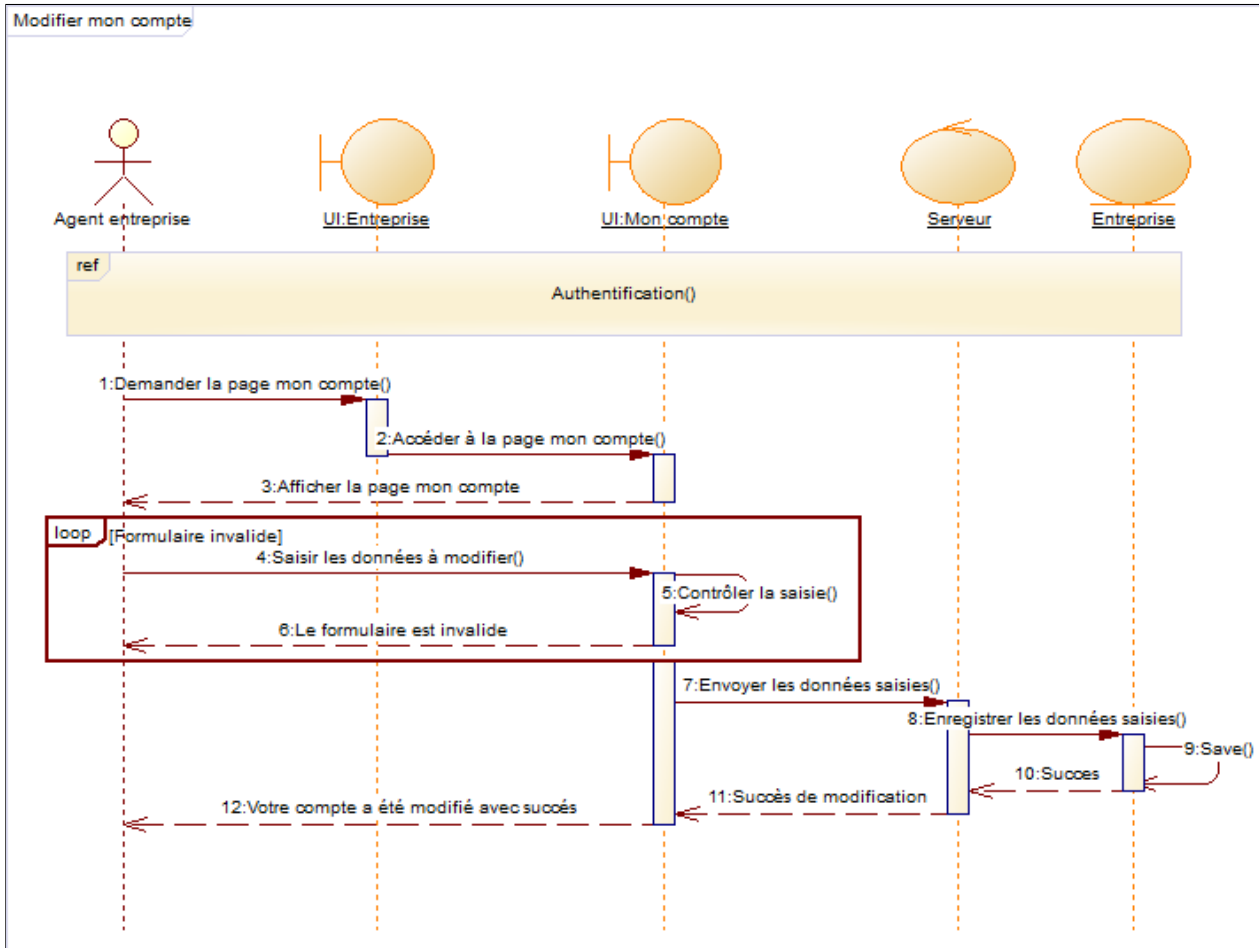 Modifier mon compte
Agent entreprise
UI:Entreprise
UI:Mon compte
Serveur
Entreprise
ref
Authentification()
1:Demander la page mon compte()
2:Accéder à la page mon compte()
3:Afficher la page mon compte
loop
[Formulaire invalide]
4:Saisir les données à modifier()
5:Contrôler la saisie()
6:Le formulaire est invalide
7:Envoyer les données saisies()
8:Enregistrer les données saisies()
9:Save()
10:Succes
11:Succès de modification
12:Votre compte a été modifié avec succés